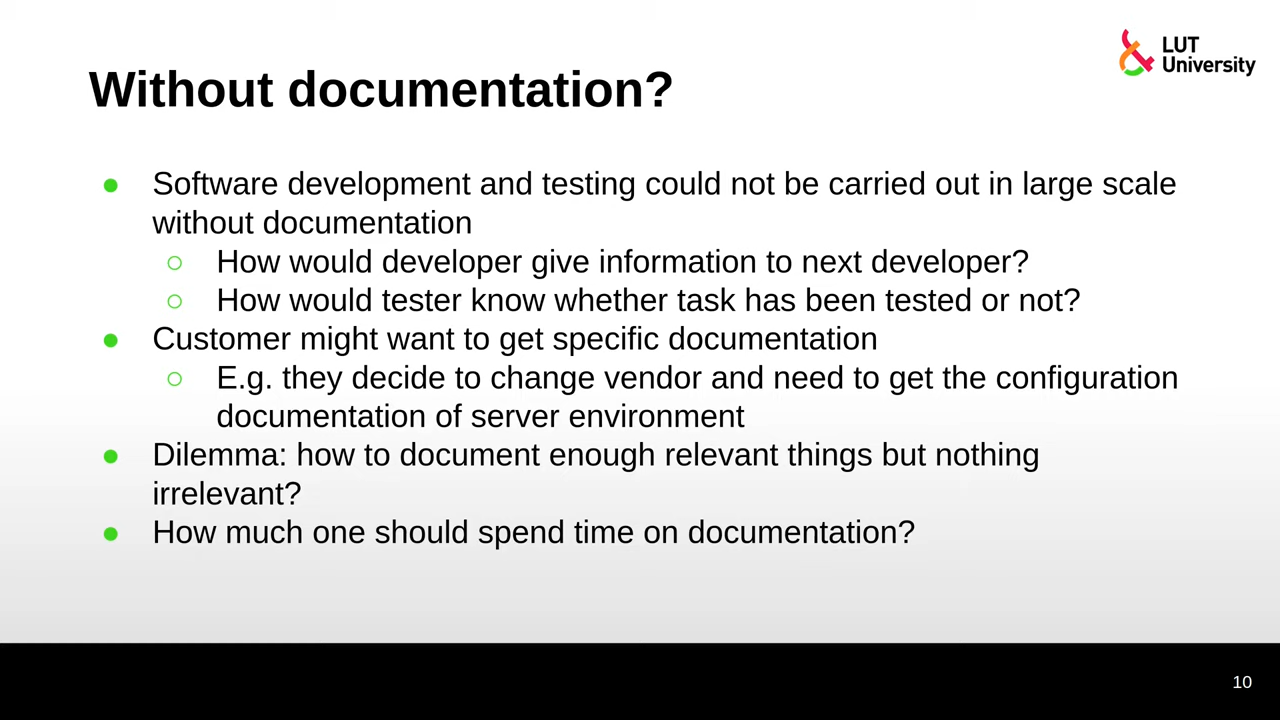 LUT
University
Without documentation?
● Software development and testing could not be carried out in large scale
without documentation
○ How would developer give information to next developer?
○ How would tester know whether task has been tested or not?
● Customer might want to get specific documentation
○ E.g. they decide to change vendor and need to get the configuration
documentation of server environment
● Dilemma: how to document enough relevant things but nothing
irrelevant?
● How much one should spend time on documentation?
10